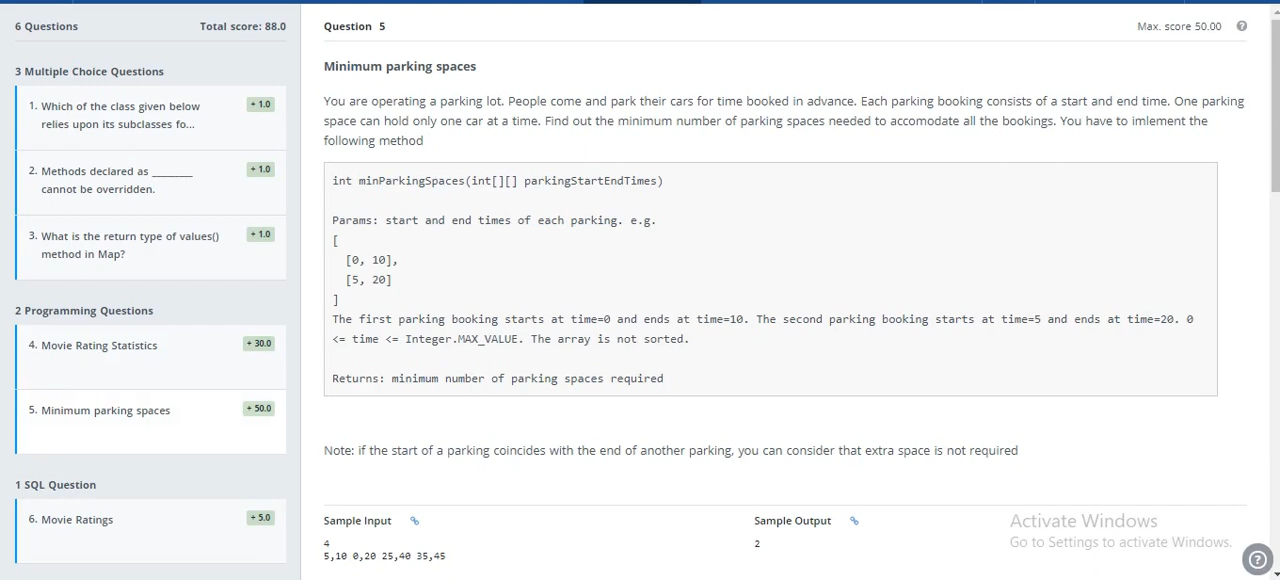 6 Questions
Total score: 88.0
3 Multiple Choice Questions
1. Which of the class given below
relies upon its subclasses fo...
+ 1.0
2. Methods declared as ________
cannot be overridden.
+ 1.0
3. What is the return type of values()
method in Map?
+ 1.0
2 Programming Questions
4. Movie Rating Statistics
+ 30.0
5. Minimum parking spaces
+ 50.0
1 SQL Question
6. Movie Ratings
+ 5.0
Question 5
Max. score 50.00
Minimum parking spaces
You are operating a parking lot. People come and park their cars for time booked in advance. Each parking booking consists of a start and end time. One parking
space can hold only one car at a time. Find out the minimum number of parking spaces needed to accomodate all the bookings. You have to imlement the
following method
int minParkingSpaces(int[][] parkingStartEndTimes)
Params: start and end times of each parking. e.g.
[
[0, 10],
[5, 20]
]
The first parking booking starts at time=0 and ends at time=10. The second parking booking starts at time=5 and ends at time=20. 0
<= time <= Integer.MAX_VALUE. The array is not sorted.
Returns: minimum number of parking spaces required
Note: if the start of a parking coincides with the end of another parking, you can consider that extra space is not required
Sample Input
4
5,10 0,20 25,40 35,45
Sample Output
2
Activate Windows
Go to Settings to activate Windows.